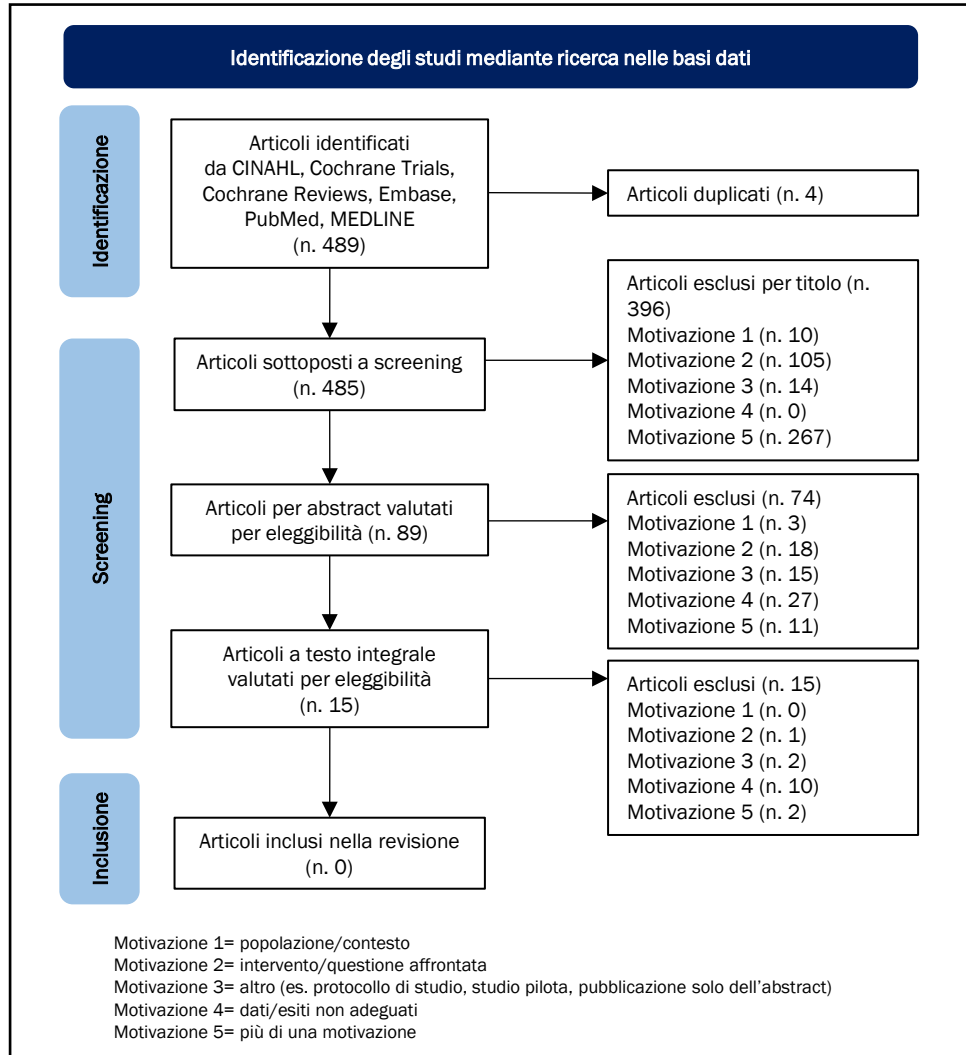 Identificazione degli studi mediante ricerca nelle basi dati
Identificazione
Articoli identificati
da CINAHL, Cochrane Trials,
Cochrane Reviews, Embase,
PubMed, MEDLINE
(n. 489)
Articoli duplicati (n. 4)
Screening
Articoli sottoposti a screening
(n. 485)
Articoli esclusi per titolo (n.
396)
Motivazione 1 (n. 10)
Motivazione 2 (n. 105)
Motivazione 3 (n. 14)
Motivazione 4 (n. 0)
Motivazione 5 (n. 267)
Articoli per abstract valutati
per eleggibilità (n. 89)
Articoli esclusi (n. 74)
Motivazione 1 (n. 3)
Motivazione 2 (n. 18)
Motivazione 3 (n. 15)
Motivazione 4 (n. 27)
Motivazione 5 (n. 11)
Articoli a testo integrale
valutati per eleggibilità
(n. 15)
Articoli esclusi (n. 15)
Motivazione 1 (n. 0)
Motivazione 2 (n. 1)
Motivazione 3 (n. 2)
Motivazione 4 (n. 10)
Motivazione 5 (n. 2)
Inclusione
Articoli inclusi nella revisione
(n. 0)
Motivazione 1= popolazione/contesto
Motivazione 2= intervento/questione affrontata
Motivazione 3= altro (es. protocollo di studio, studio pilota, pubblicazione solo dell'abstract)
Motivazione 4= dati/esiti non adeguati
Motivazione 5= più di una motivazione